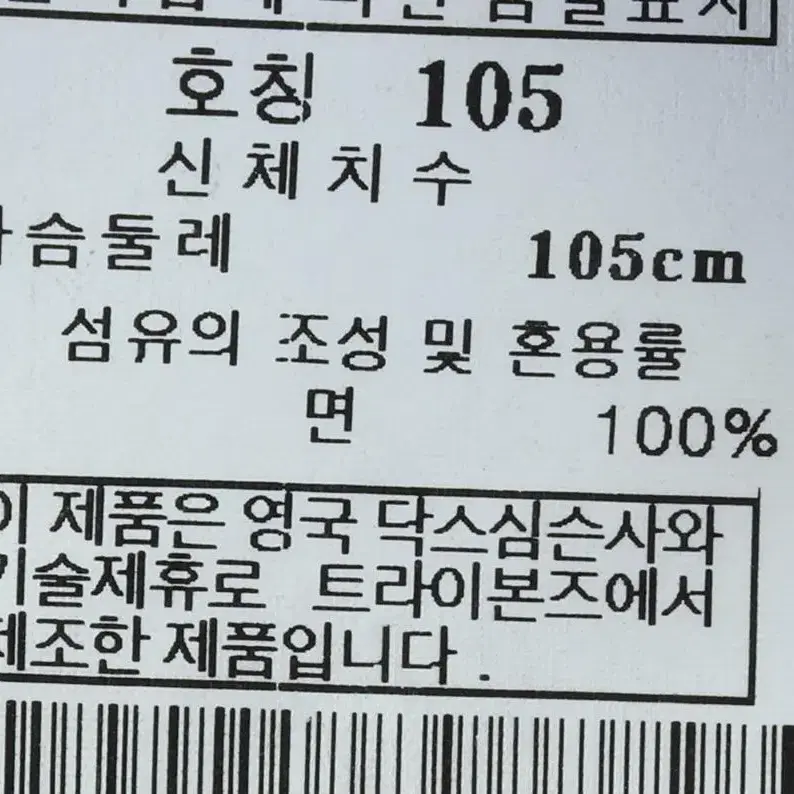 호칭 105
신체치수
슴둘레 105cm
섬유의 조성 및 혼용률
면 100%
이 제품은 영국 닥스심슨사와
기술제휴로 트라이본즈에서
제조한 제품입니다.